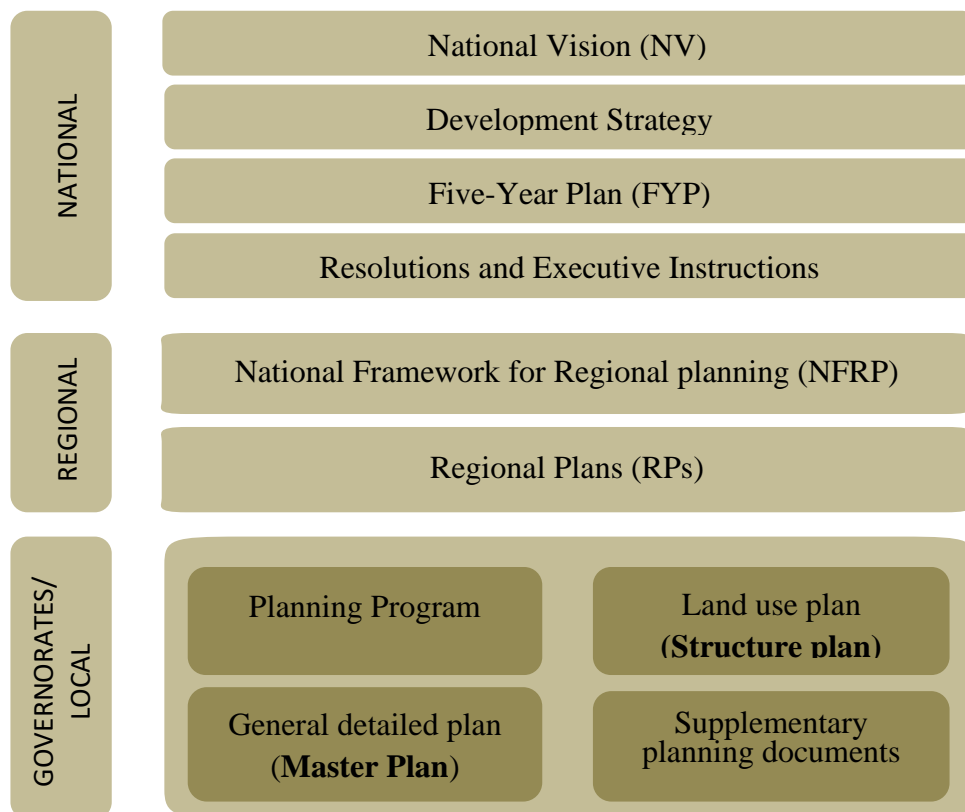 NATIONAL
National Vision (NV)
Development Strategy
Five-Year Plan (FYP)
Resolutions and Executive Instructions
REGIONAL
National Framework for Regional planning (NFRP)
Regional Plans (RPs)
GOVERNORATES/
LOCAL
Planning Program
Land use plan
(Structure plan)
General detailed plan
(Master Plan)
Supplementary
planning documents